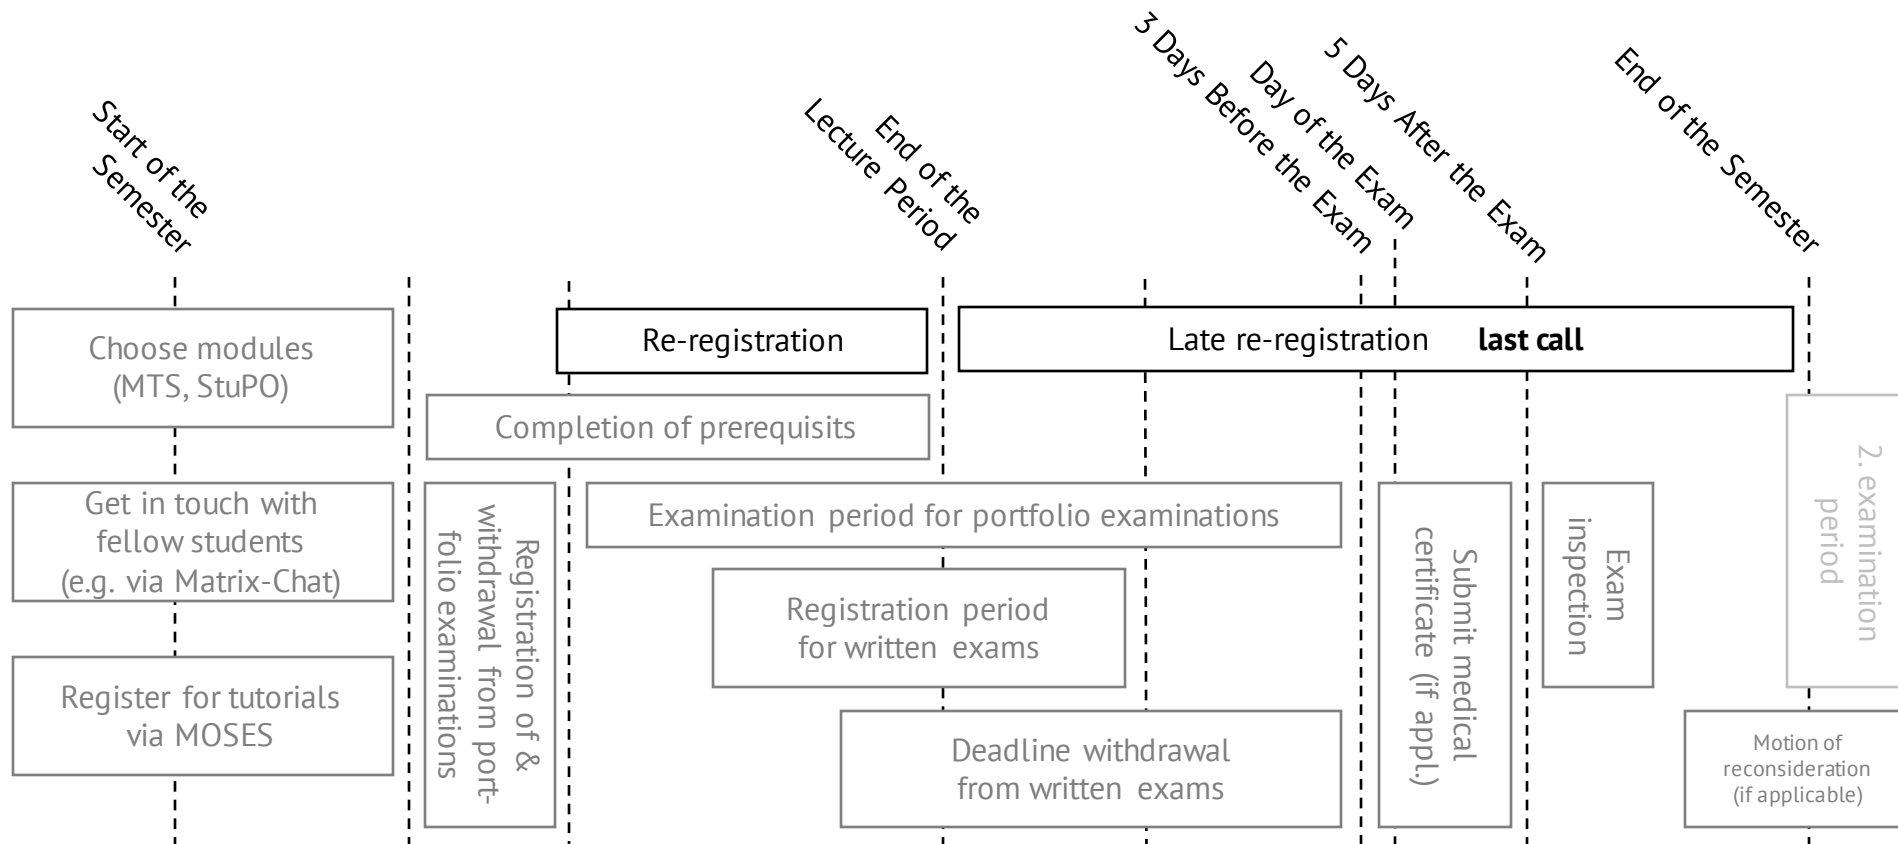 Start of the
Semester
End of the
Lecture Period
3 Days Before the Exam
Day of the Exam
5 Days After the Exam
End of the Semester
Choose modules
(MTS, StuPO)
Re-registration
Late re-registration last call
Completion of prerequisits
Get in touch with
fellow students
(e.g. via Matrix-Chat)
Registration of &
withdrawal from port-
folio examinations
Examination period for portfolio examinations
Registration period
for written exams
Submit medical
certificate (if appl.)
Exam
inspection
2. examination
period
Register for tutorials
via MOSES
Deadline withdrawal
from written exams
Motion of
reconsideration
(if applicable)